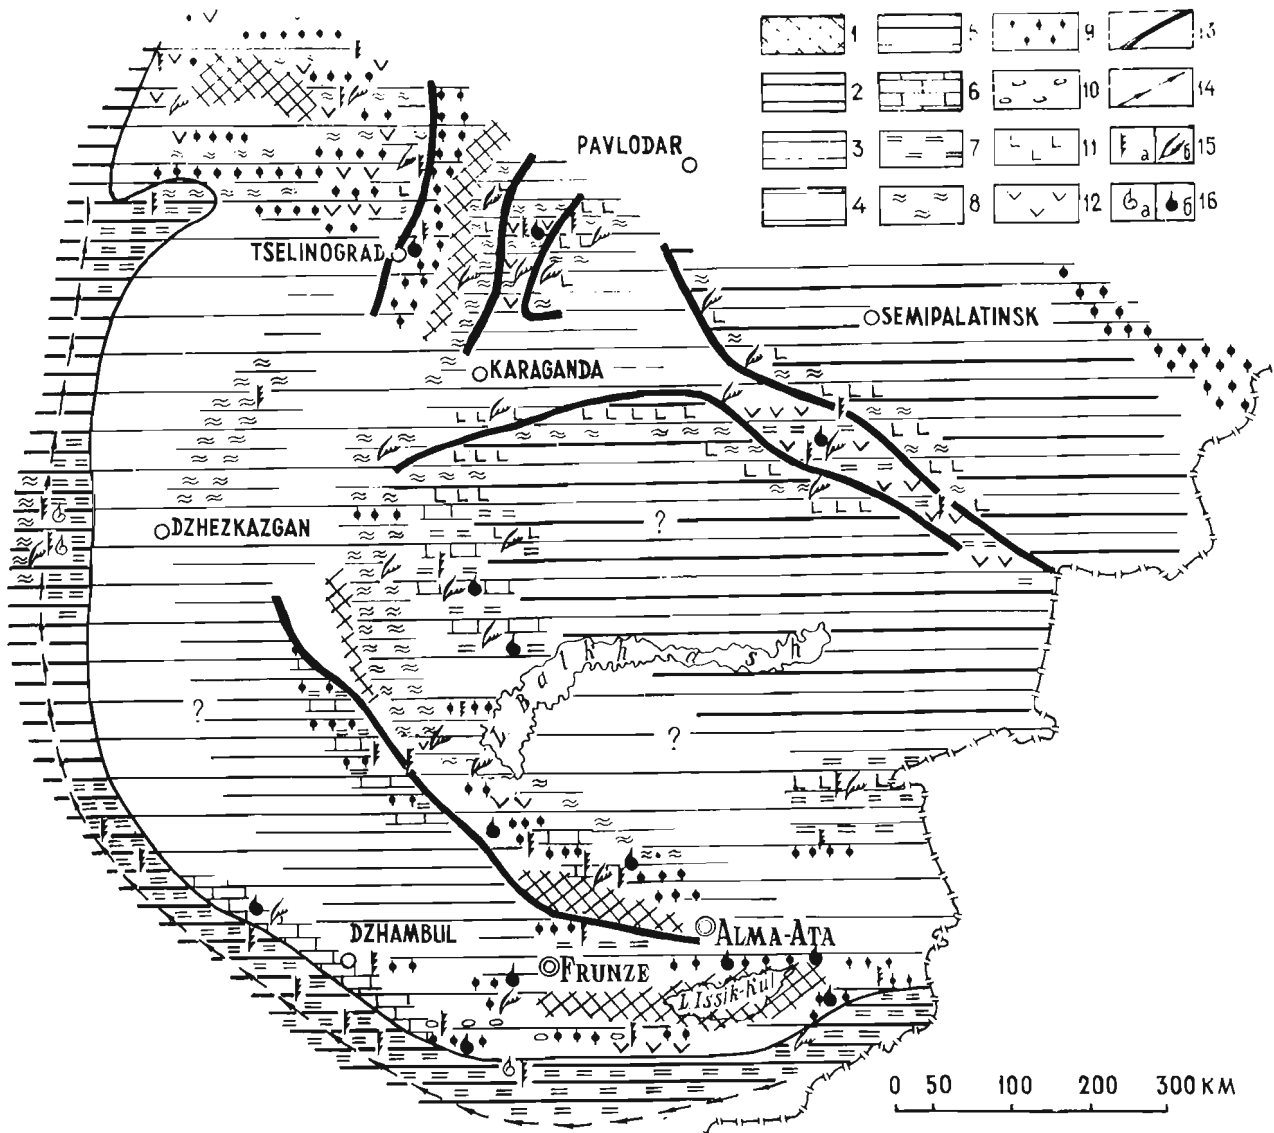 1 5 9 13
2 6 10 14
3 7 11 a б 15
4 8 12 a б 16
PAVLODAR
TSELINOGRAD
SEMIPALATINSK
KARAGANDA
DZHEZKAZGAN
?
L Balkhash
?
?
DZHAMBUL
ALMA-ATA
FRUNZE
L Issik-Kul
0 50 100 200 300 KM